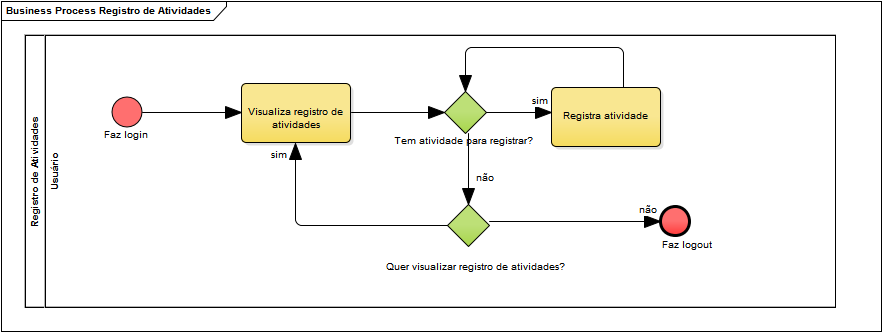 Business Process Registro de Atividades
Registro de Atividades
Usuário
Faz login
Visualiza registro de
atividades
Tem atividade para registrar?
sim
Registra atividade
sim
não
Quer visualizar registro de atividades?
não
Faz logout